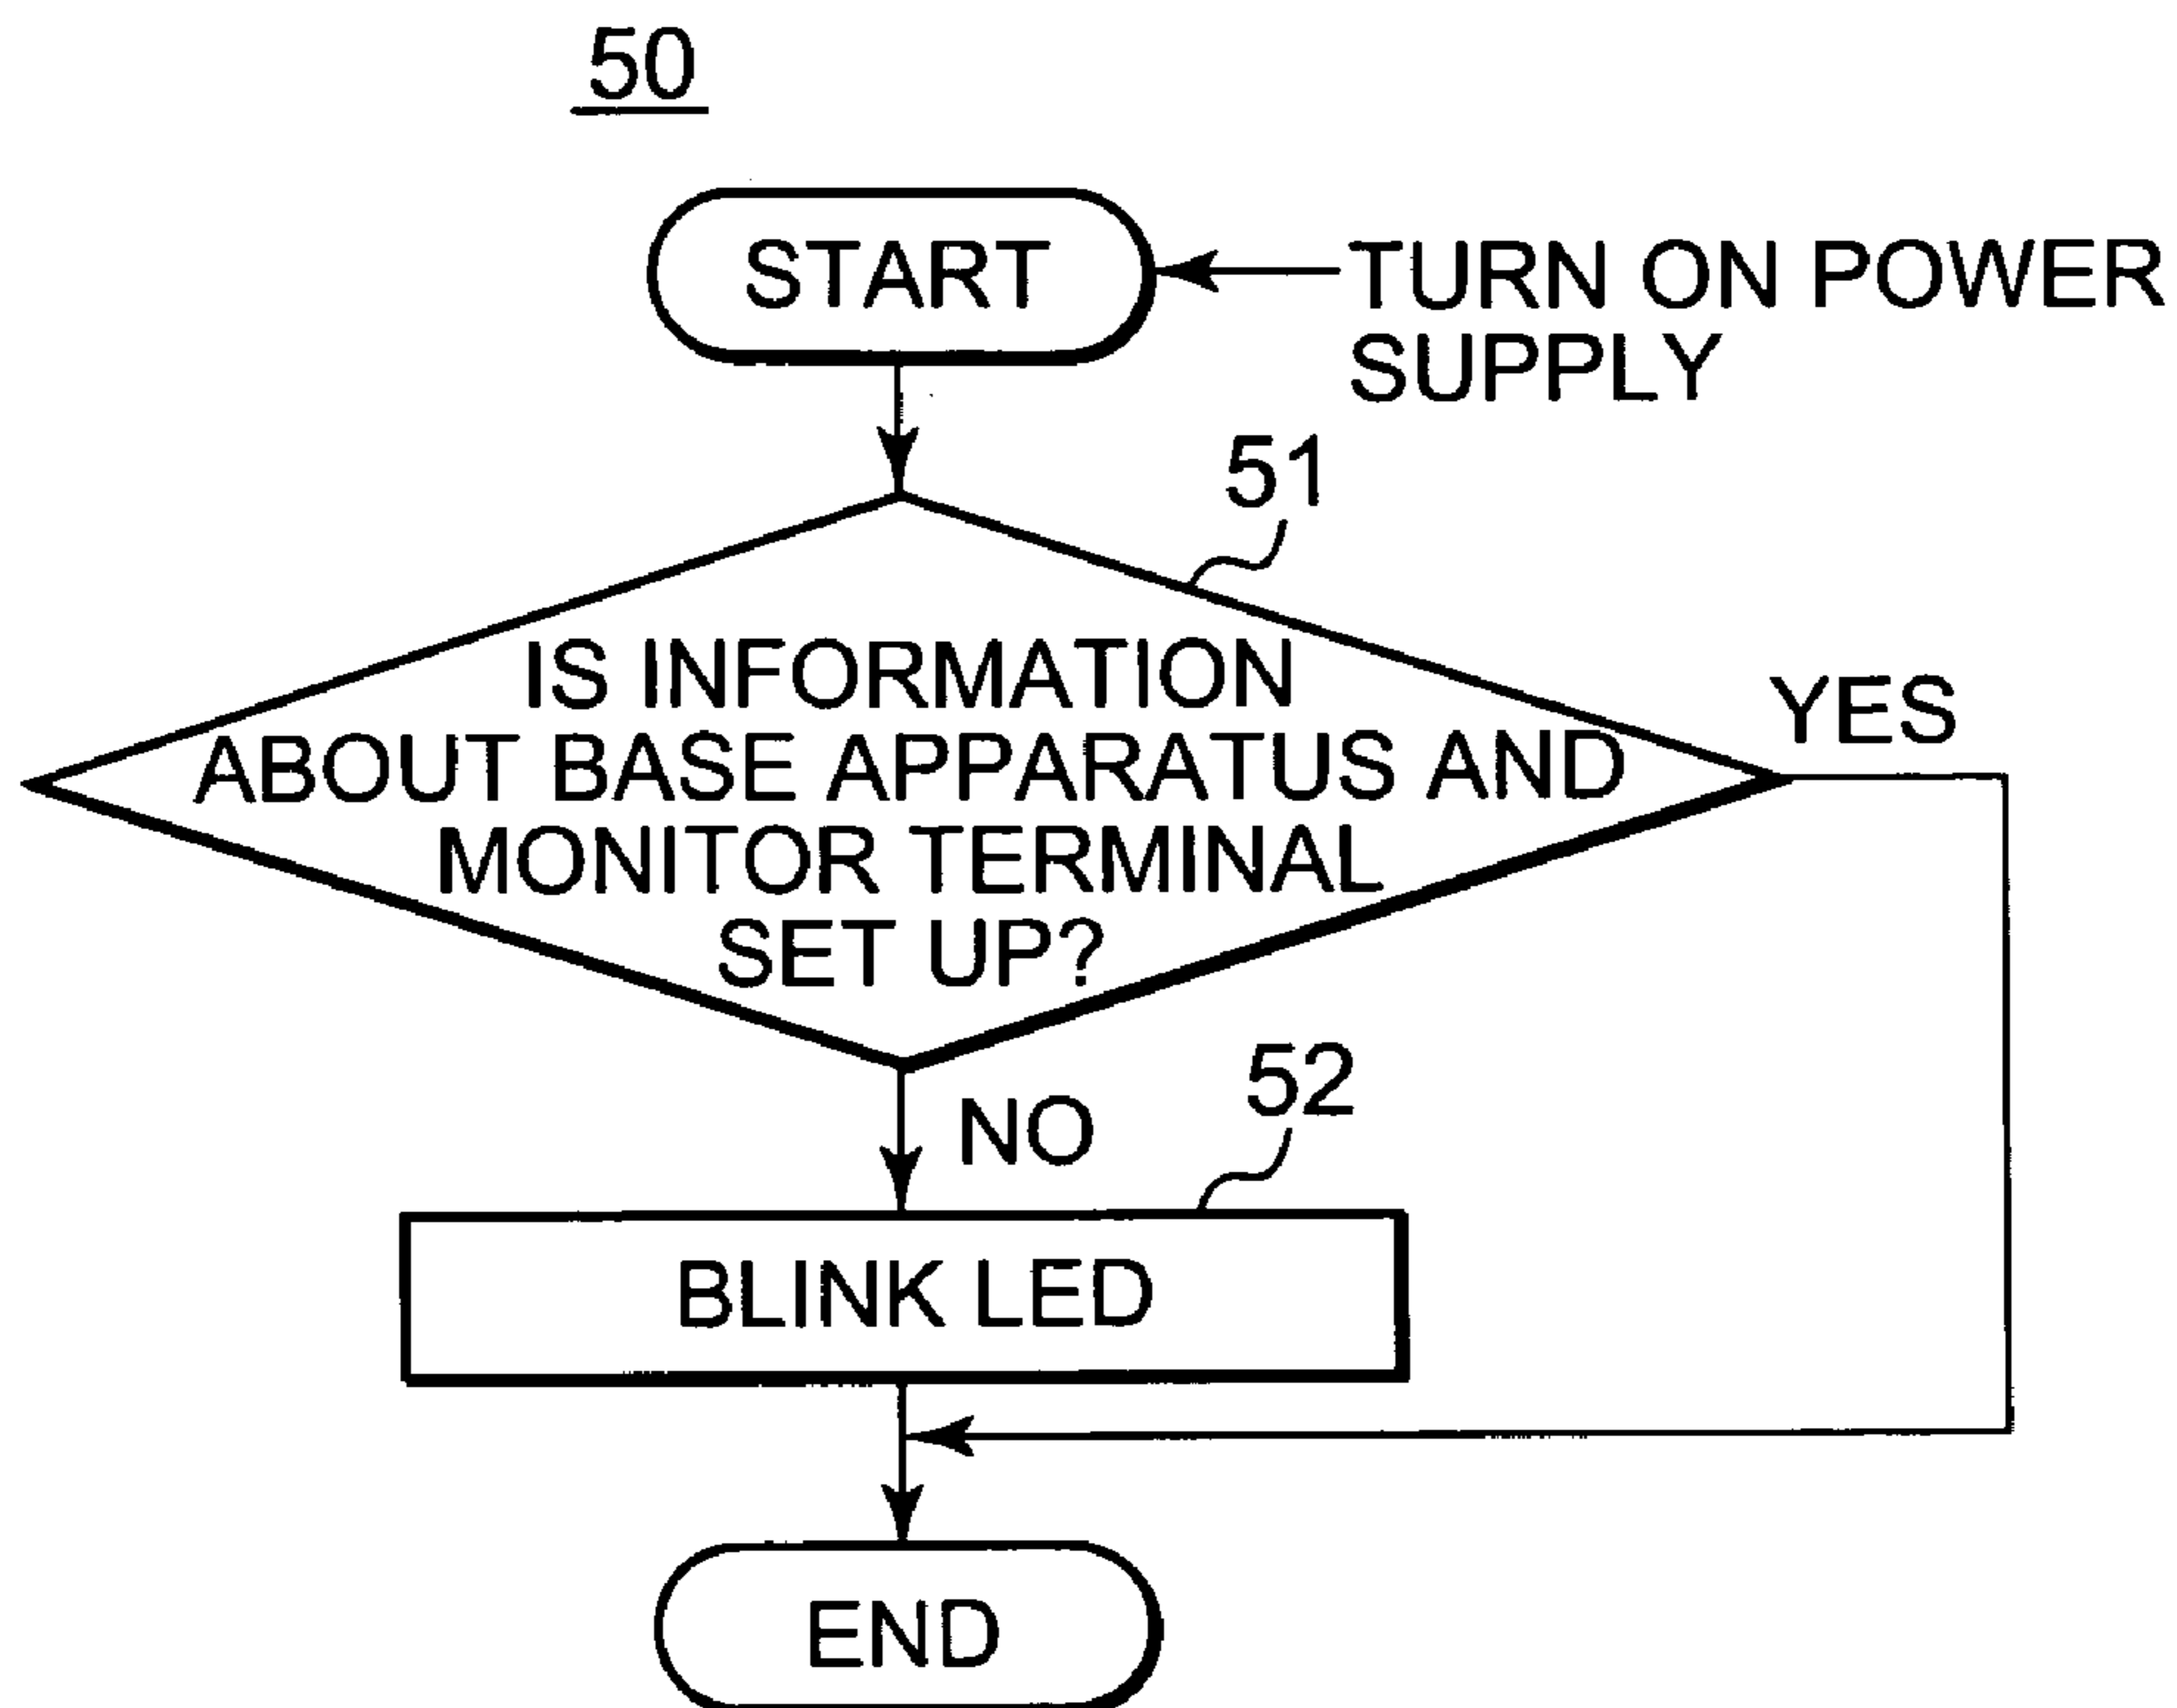 50
START
TURN ON POWER
SUPPLY
51
IS INFORMATION
ABOUT BASE APPARATUS AND
MONITOR TERMINAL
SET UP?
YES
NO
52
BLINK LED
END